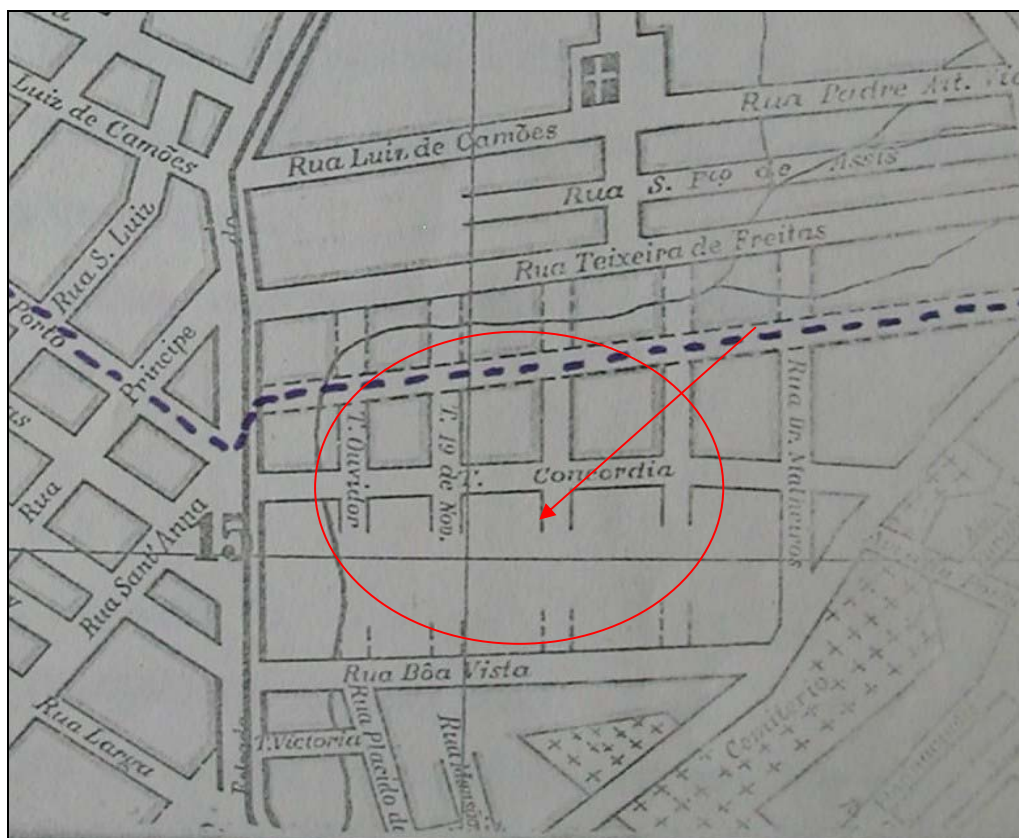 Luiz de Camões
Rua Luiz de Camões
Rua Padre Ant.
Rua S. Fco de Assis
Rua S. Luiz
Rua Teixeira de Freitas
Porto
Principe
T. Ouvidor
T. 19 de Nov.
T. Concordia
Rua Dr. Malheiros
Rua
Rua Sant'Anna
15
Rua Bôa Vista
Rua Larga
T. Victoria
Rua Placido de
Rua
Cemiterio